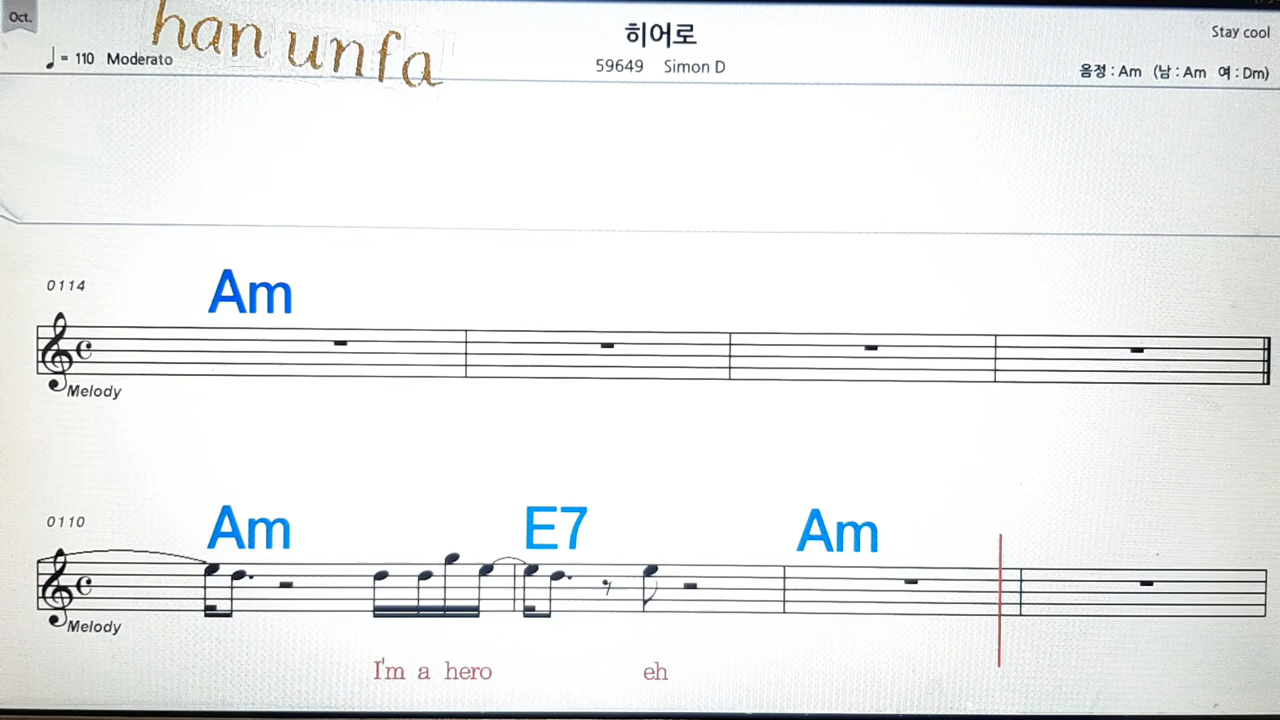 Oct.
han unfa
히어로
Stay cool
♩ = 110 Moderato
59649 Simon D
음정 : Am (남 : Am 여 : Dm)
0114
Am
Melody
0110
Am E7 Am
Melody
I'm a hero eh